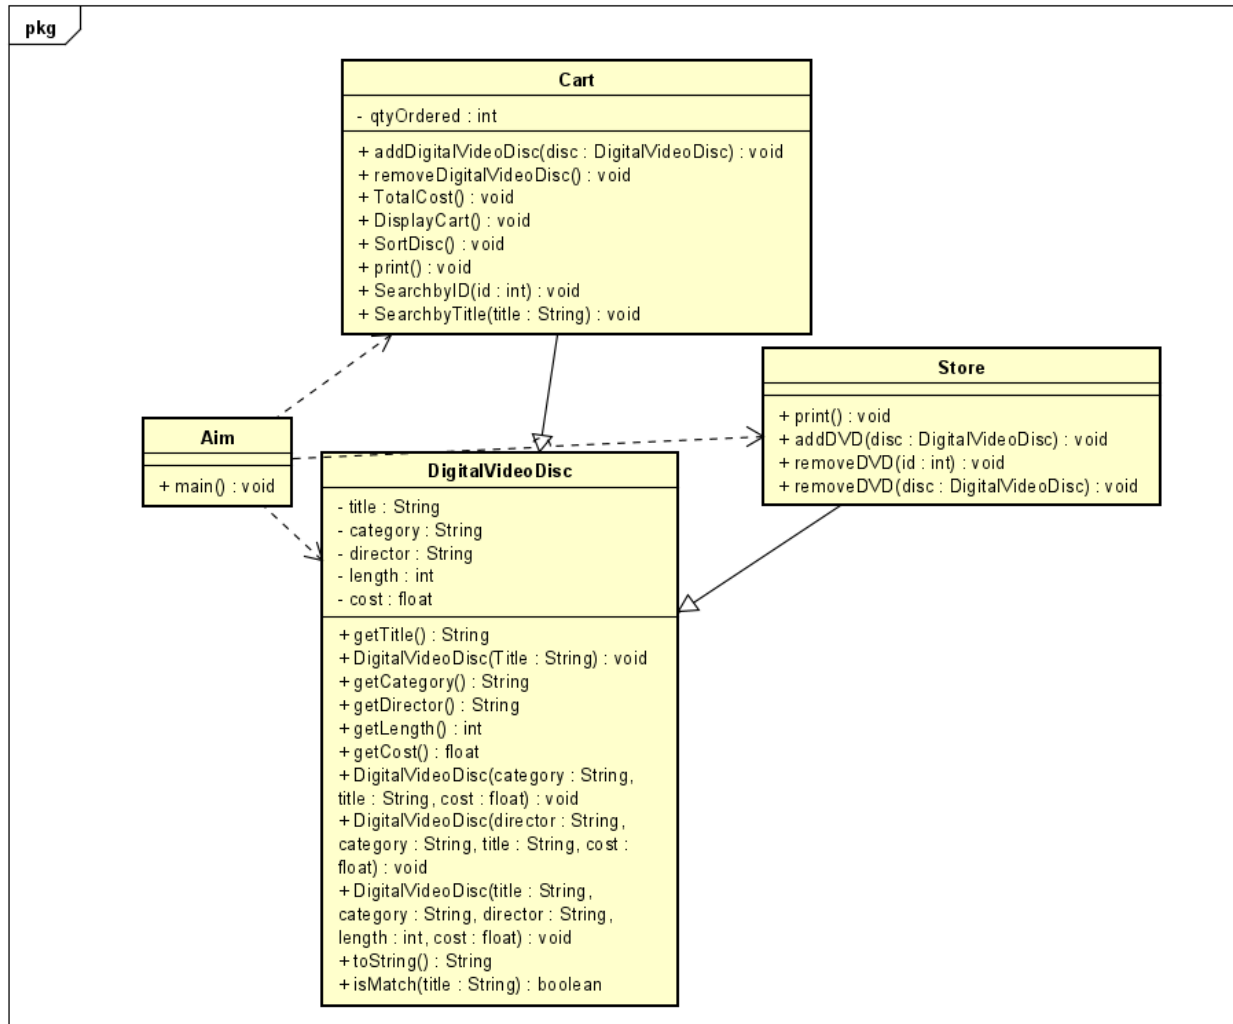 pkg
Cart
- qtyOrdered : int
+ addDigitalVideoDisc(disc : DigitalVideoDisc) : void
+ removeDigitalVideoDisc() : void
+ TotalCost() : void
+ DisplayCart() : void
+ SortDisc() : void
+ print() : void
+ SearchbyID(id : int) : void
+ SearchbyTitle(title : String) : void
Store
+ print() : void
+ addDVD(disc : DigitalVideoDisc) : void
+ removeDVD(id : int) : void
+ removeDVD(disc : DigitalVideoDisc) : void
Aim
+ main() : void
DigitalVideoDisc
- title : String
- category : String
- director : String
- length : int
- cost : float
+ getTitle() : String
+ DigitalVideoDisc(Title : String) : void
+ getCategory() : String
+ getDirector() : String
+ getLength() : int
+ getCost() : float
+ DigitalVideoDisc(category : String,
title : String, cost : float) : void
+ DigitalVideoDisc(director : String,
category : String, title : String, cost :
float) : void
+ DigitalVideoDisc(title : String,
category : String, director : String,
length : int, cost : float) : void
+ toString() : String
+ isMatch(title : String) : boolean